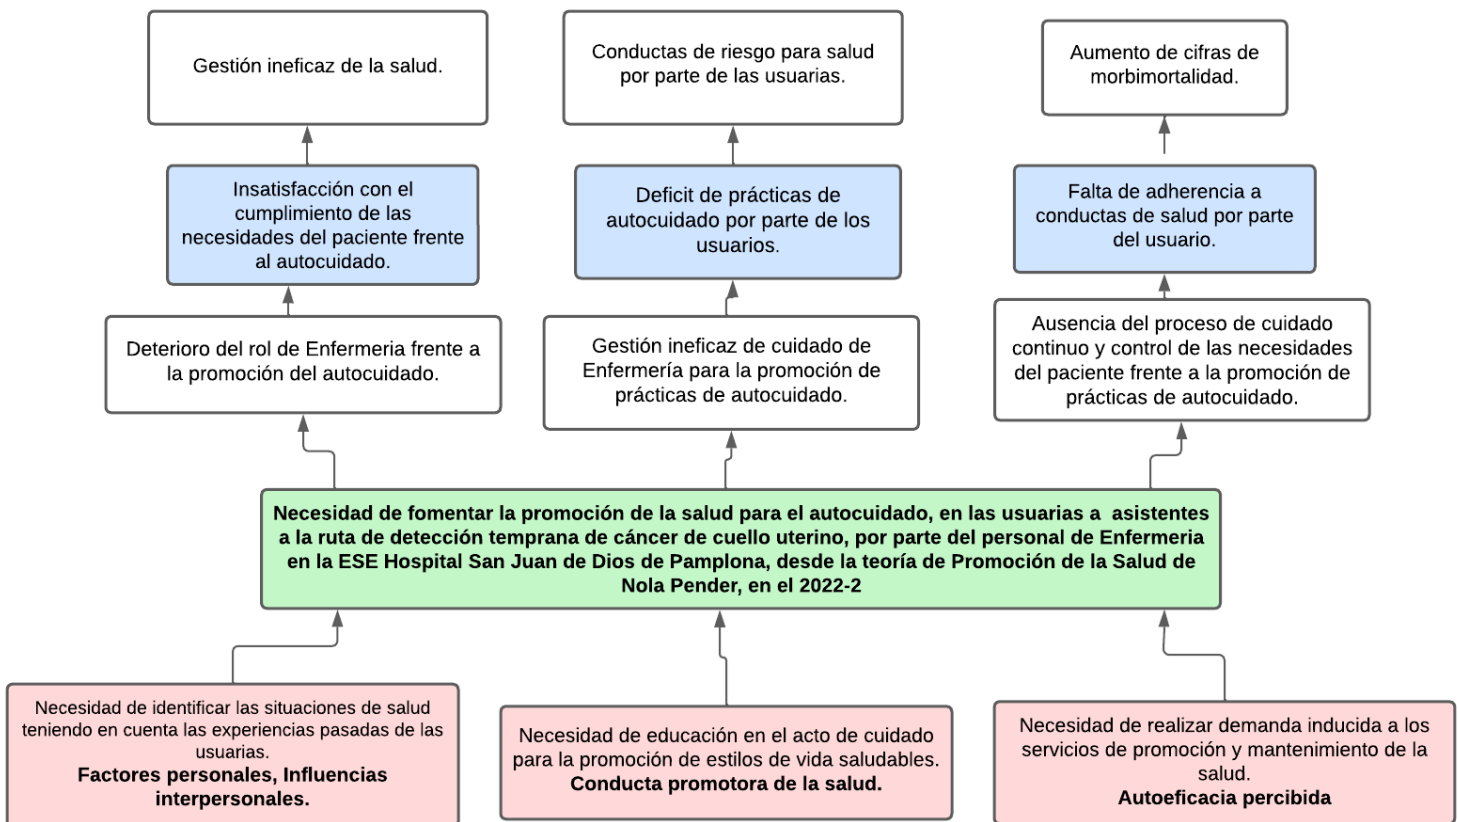 Gestión ineficaz de la salud.
Conductas de riesgo para salud
por parte de las usuarias.
Aumento de cifras de
morbimortalidad.
Insatisfacción con el
cumplimiento de las
necesidades del paciente frente
al autocuidado.
Deficit de prácticas de
autocuidado por parte de los
usuarios.
Falta de adherencia a
conductas de salud por parte
del usuario.
Deterioro del rol de Enfermeria frente a
la promoción del autocuidado.
Gestión ineficaz de cuidado de
Enfermería para la promoción de
prácticas de autocuidado.
Ausencia del proceso de cuidado
continuo y control de las necesidades
del paciente frente a la promoción de
prácticas de autocuidado.
Necesidad de fomentar la promoción de la salud para el autocuidado, en las usuarias a asistentes
a la ruta de detección temprana de cáncer de cuello uterino, por parte del personal de Enfermeria
en la ESE Hospital San Juan de Dios de Pamplona, desde la teoría de Promoción de la Salud de
Nola Pender, en el 2022-2
Necesidad de identificar las situaciones de salud
teniendo en cuenta las experiencias pasadas de las
usuarias.
Factores personales, Influencias
interpersonales.
Necesidad de educación en el acto de cuidado
para la promoción de estilos de vida saludables.
Conducta promotora de la salud.
Necesidad de realizar demanda inducida a los
servicios de promoción y mantenimiento de la
salud.
Autoeficacia percibida